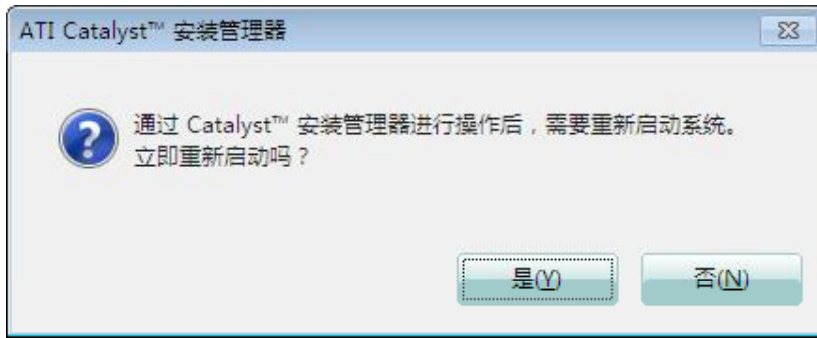 ATI Catalyst™ 安装管理器
通过 Catalyst™ 安装管理器进行操作后，需要重新启动系统。
立即重新启动吗？
是(Y) 否(N)